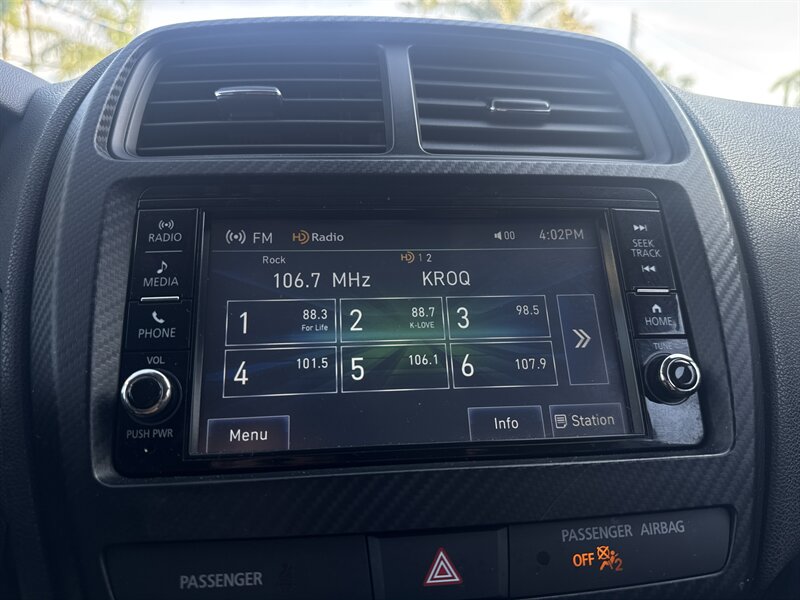 RADIO
MEDIA
PHONE
VOL
PUSH PWR
FM HD Radio 00 4:02PM
Rock HD 1 2
106.7 MHz KROQ
1 88.3 For Life
2 88.7 K-LOVE
3 98.5
4 101.5
5 106.1
6 107.9
Menu Info Station
SEEK
TRACK
HOME
TUNE
PASSENGER
PASSENGER AIRBAG
OFF 2